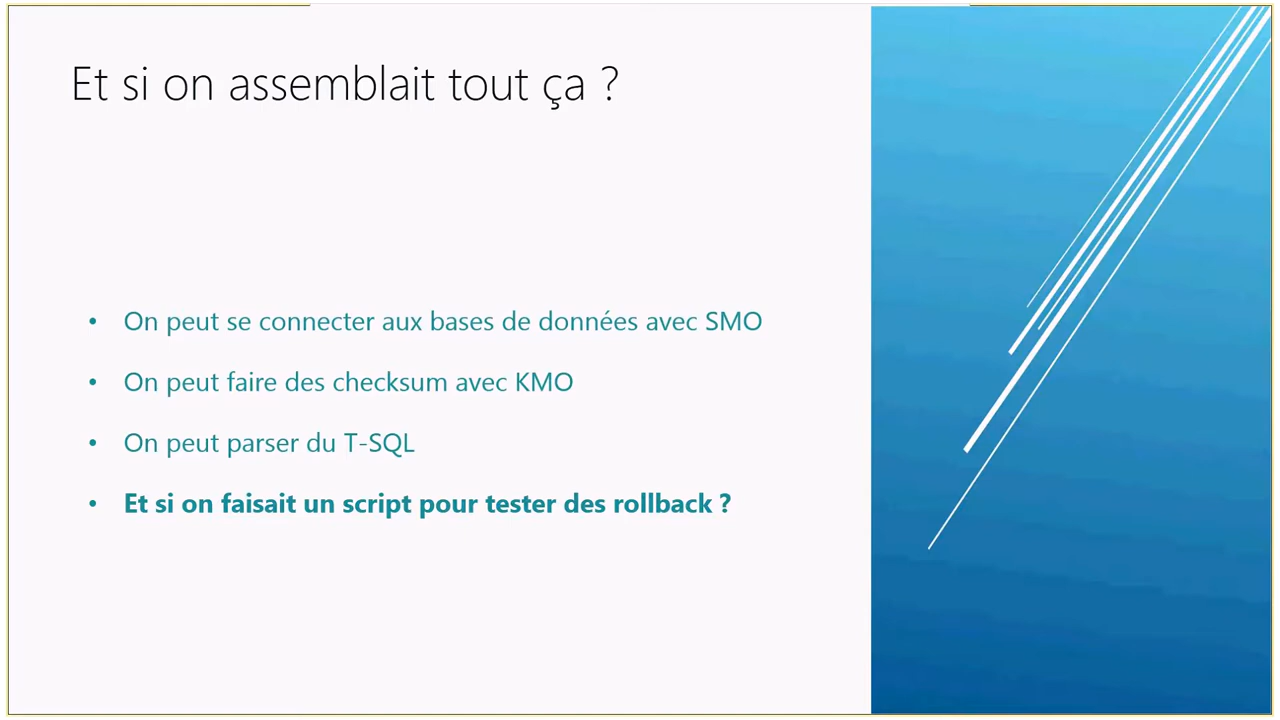 Et si on assemblait tout ça ?
• On peut se connecter aux bases de données avec SMO
• On peut faire des checksum avec KMO
• On peut parser du T-SQL
• Et si on faisait un script pour tester des rollback ?